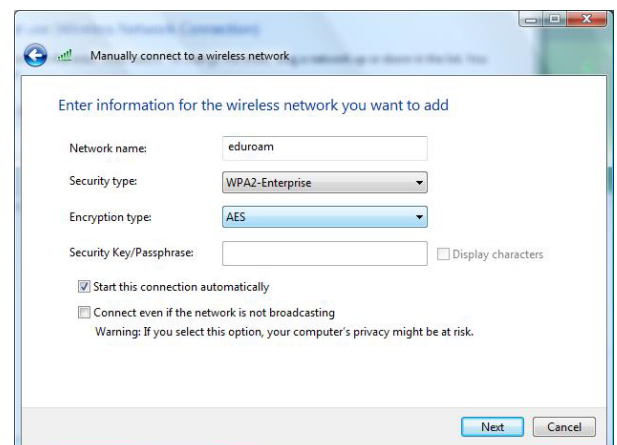 Manually connect to a wireless network
Enter information for the wireless network you want to add
Network name: eduroam
Security type: WPA2-Enterprise
Encryption type: AES
Security Key/Passphrase: Display characters
Start this connection automatically
Connect even if the network is not broadcasting
Warning: If you select this option, your computer's privacy might be at risk.
Next Cancel